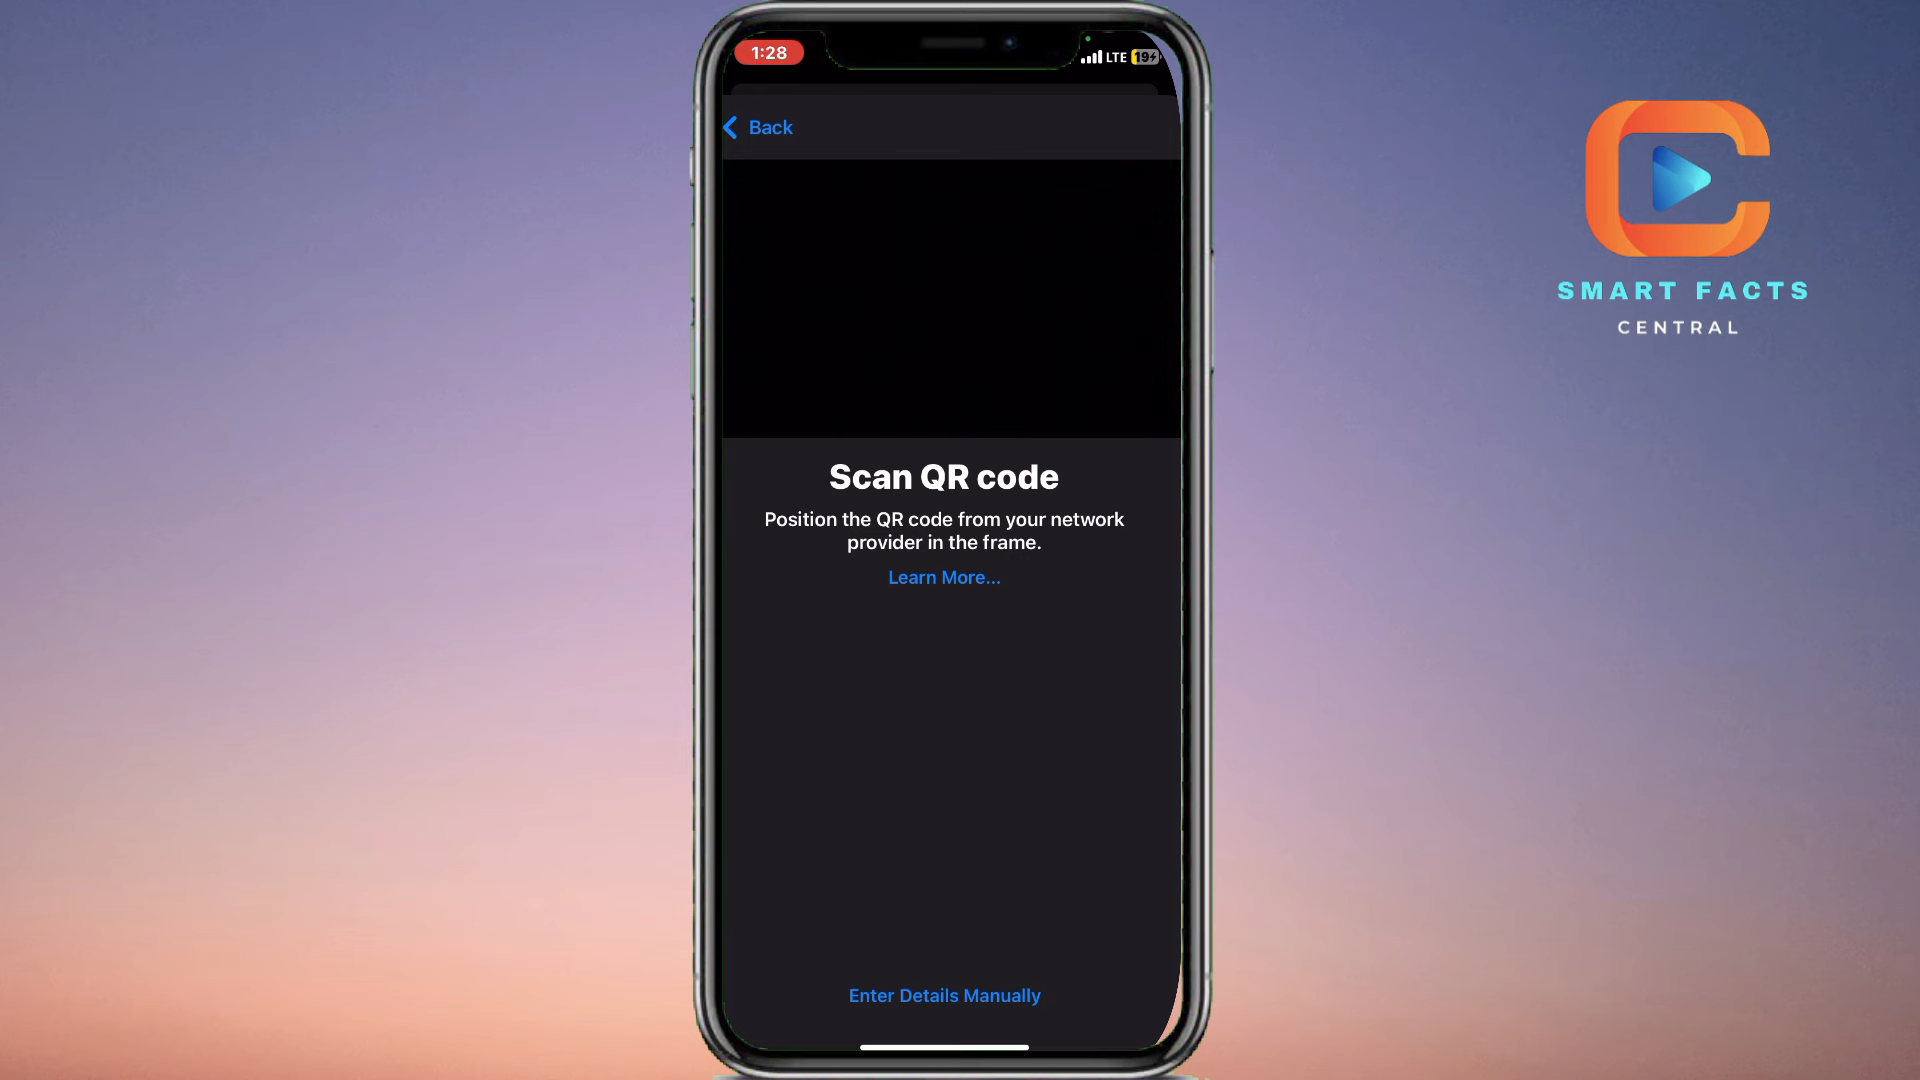 1:28
LTE
19
Back
Scan QR code
Position the QR code from your network
provider in the frame.
Learn More...
Enter Details Manually
SMART FACTS
CENTRAL